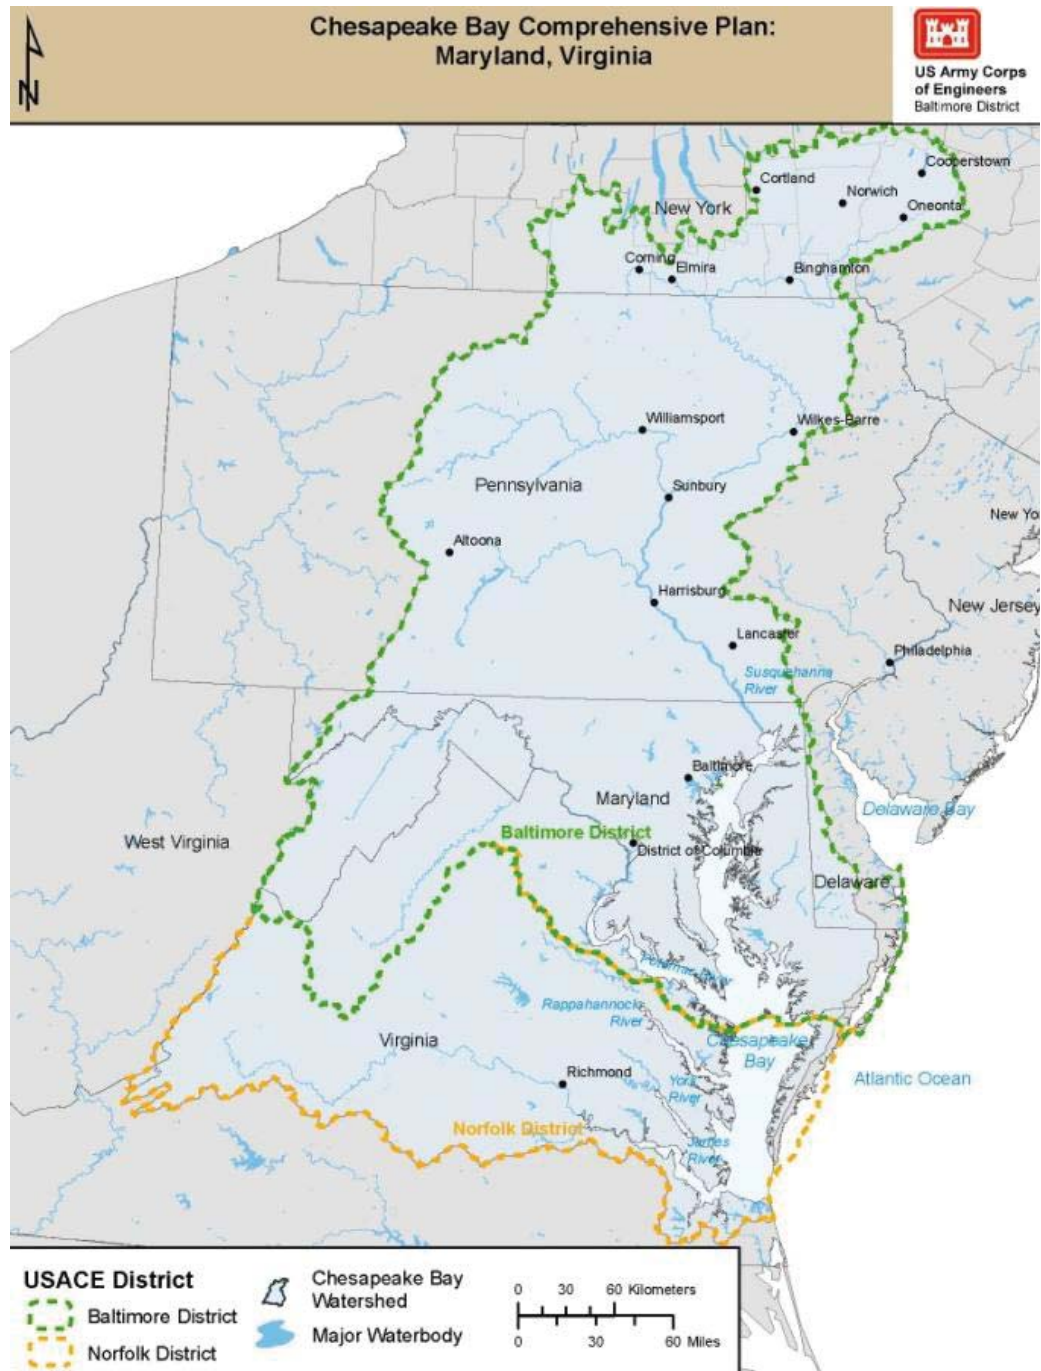 Chesapeake Bay Comprehensive Plan:
Maryland, Virginia
N
US Army Corps
of Engineers
Baltimore District
Cooperstown
Cortland
Norwich
New York
Oneonta
Corning
Elmira
Binghamton
Williamsport
Wilkes-Barre
Pennsylvania
Sunbury
New Yo
Altoona
Harrisburg
New Jersey
Lancaster
Philadelphia
Susquehanna
River
Baltimore
Maryland
Delaware Bay
West Virginia
Baltimore District
District of Columbia
Delaware
Potomac River
Rappahannock
River
Virginia
Chesapeake
Bay
Richmond
Atlantic Ocean
York
River
Norfolk District
James
River
USACE District
Baltimore District
Norfolk District
Chesapeake Bay
Watershed
Major Waterbody
0 30 60 Kilometers
0 30 60 Miles